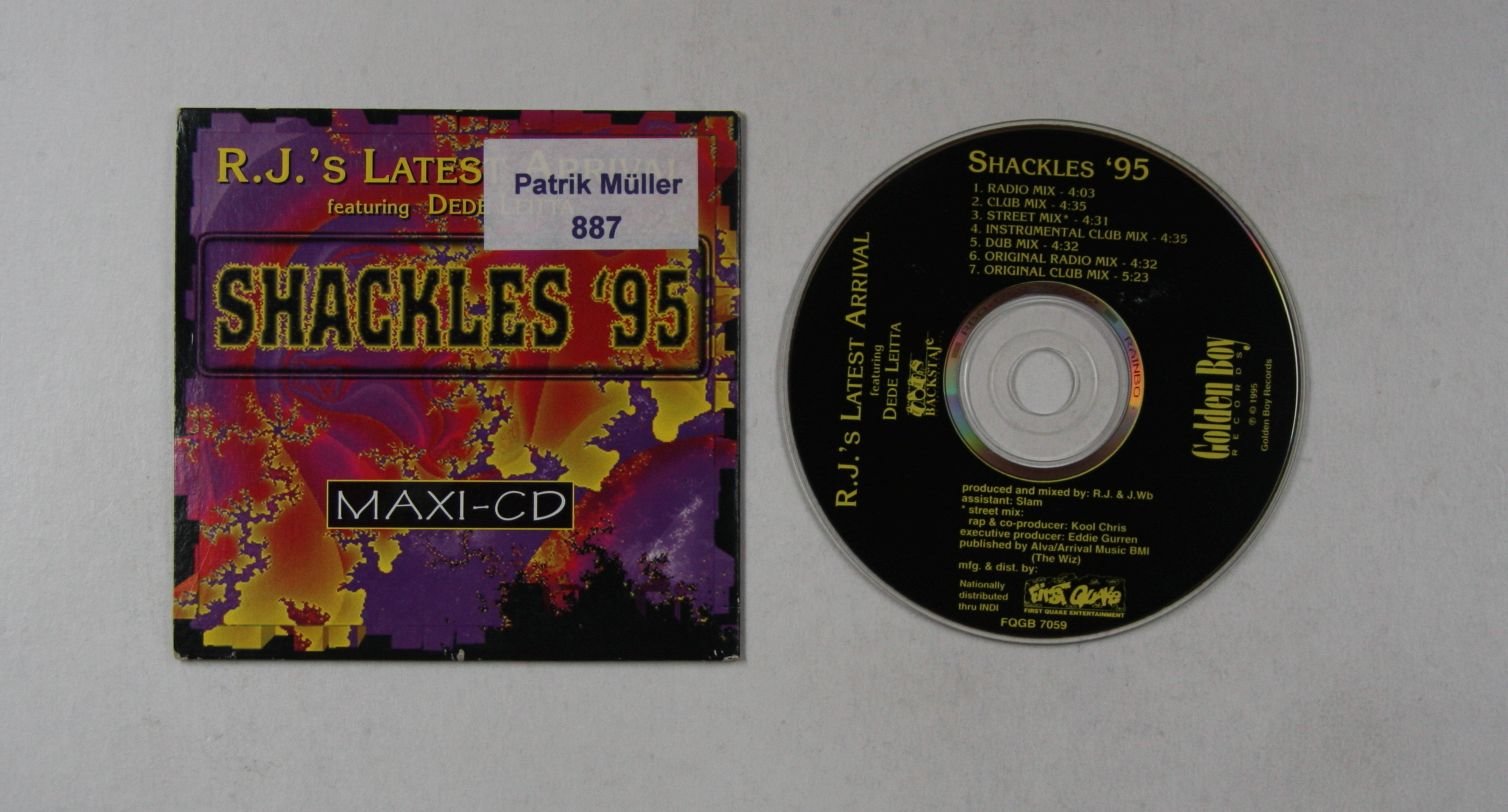 R.J.'s LATEST ARRIVAL
featuring DEDE LEITTA
Patrik Müller
887
SHACKLES '95
MAXI-CD
SHACKLES '95
1. RADIO MIX - 4:03
2. CLUB MIX - 4:35
3. STREET MIX* - 4:31
4. INSTRUMENTAL CLUB MIX - 4:35
5. DUB MIX - 4:32
6. ORIGINAL RADIO MIX - 4:32
7. ORIGINAL CLUB MIX - 5:23
R.J.'s LATEST ARRIVAL
featuring
DEDE LEITTA
BACKSTAJe
RAINBO
Golden Boy
RECORDS
℗ © 1995
Golden Boy Records
produced and mixed by: R.J. & J.Wb
assistant: Slam
* street mix:
rap & co-producer: Kool Chris
executive producer: Eddie Gurren
published by Alva/Arrival Music BMI
(The Wiz)
mfg. & dist. by:
Nationally
distributed
thru INDI
FIRST QUAKE
FIRST QUAKE ENTERTAINMENT
FQGB 7059